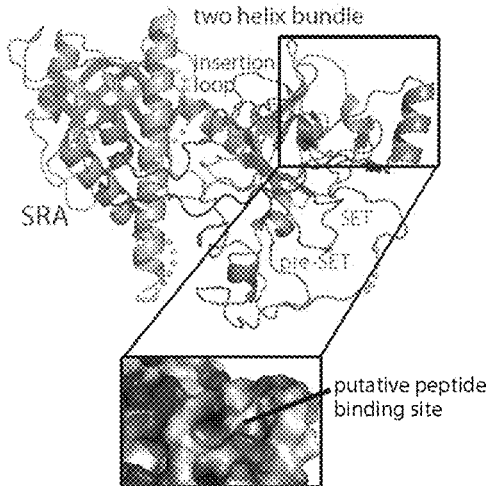 two helix bundle
insertion
loop
SRA
SET
pre-SET
putative peptide
binding site